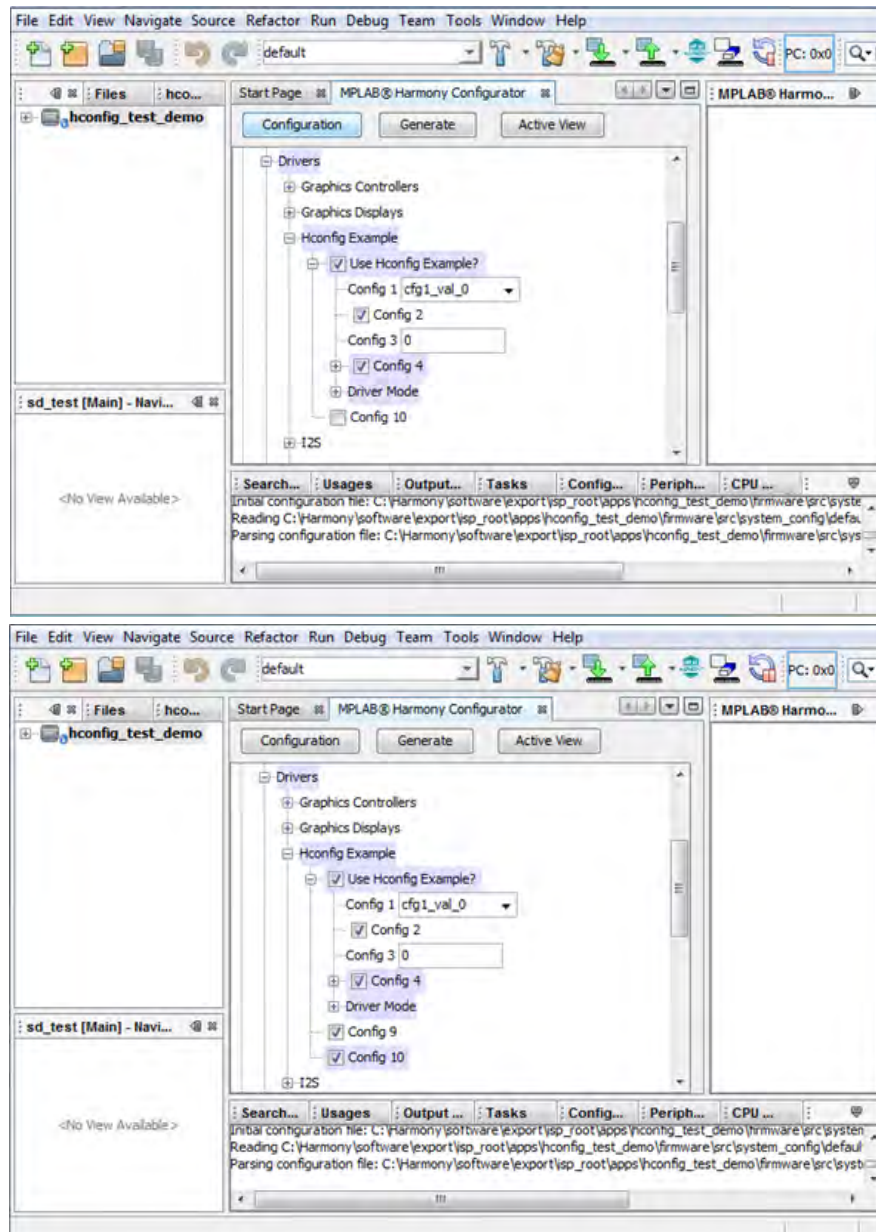 File Edit View Navigate Source Refactor Run Debug Team Tools Window Help
default PC: 0x0
Files hco... Start Page MPLAB® Harmony Configurator MPLAB® Harmo...
hconfig_test_demo
Configuration Generate Active View
Drivers
Graphics Controllers
Graphics Displays
Hconfig Example
Use Hconfig Example?
Config 1 cfg1_val_0
Config 2
Config 3 0
Config 4
Driver Mode
Config 10
I2S
sd_test [Main] - Navi...
<No View Available>
Search... Usages Output... Tasks Config... Periph... CPU ...
Initial configuration file: C:\Harmony\software\export\isp_root\apps\hconfig_test_demo\firmware\src\syste
Reading C:\Harmony\software\export\isp_root\apps\hconfig_test_demo\firmware\src\system_config\defau
Parsing configuration file: C:\Harmony\software\export\isp_root\apps\hconfig_test_demo\firmware\src\sys
File Edit View Navigate Source Refactor Run Debug Team Tools Window Help
default PC: 0x0
Files hco... Start Page MPLAB® Harmony Configurator MPLAB® Harmo...
hconfig_test_demo
Configuration Generate Active View
Drivers
Graphics Controllers
Graphics Displays
Hconfig Example
Use Hconfig Example?
Config 1 cfg1_val_0
Config 2
Config 3 0
Config 4
Driver Mode
Config 9
Config 10
I2S
sd_test [Main] - Navi...
<No View Available>
Search... Usages Output ... Tasks Config... Periph... CPU ...
Initial configuration file: C:\Harmony\software\export\isp_root\apps\hconfig_test_demo\firmware\src\system
Reading C:\Harmony\software\export\isp_root\apps\hconfig_test_demo\firmware\src\system_config\defaul
Parsing configuration file: C:\Harmony\software\export\isp_root\apps\hconfig_test_demo\firmware\src\syst